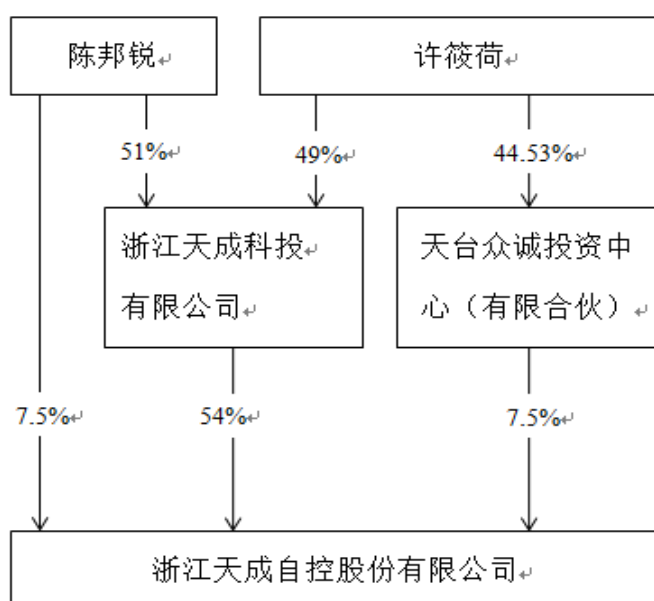 陈邦锐↵
许筱荷↵
51%↵
49%↵
44.53%↵
浙江天成科投↵
有限公司↵
天台众诚投资中
心（有限合伙）↵
7.5%↵
54%↵
7.5%↵
浙江天成自控股份有限公司↵